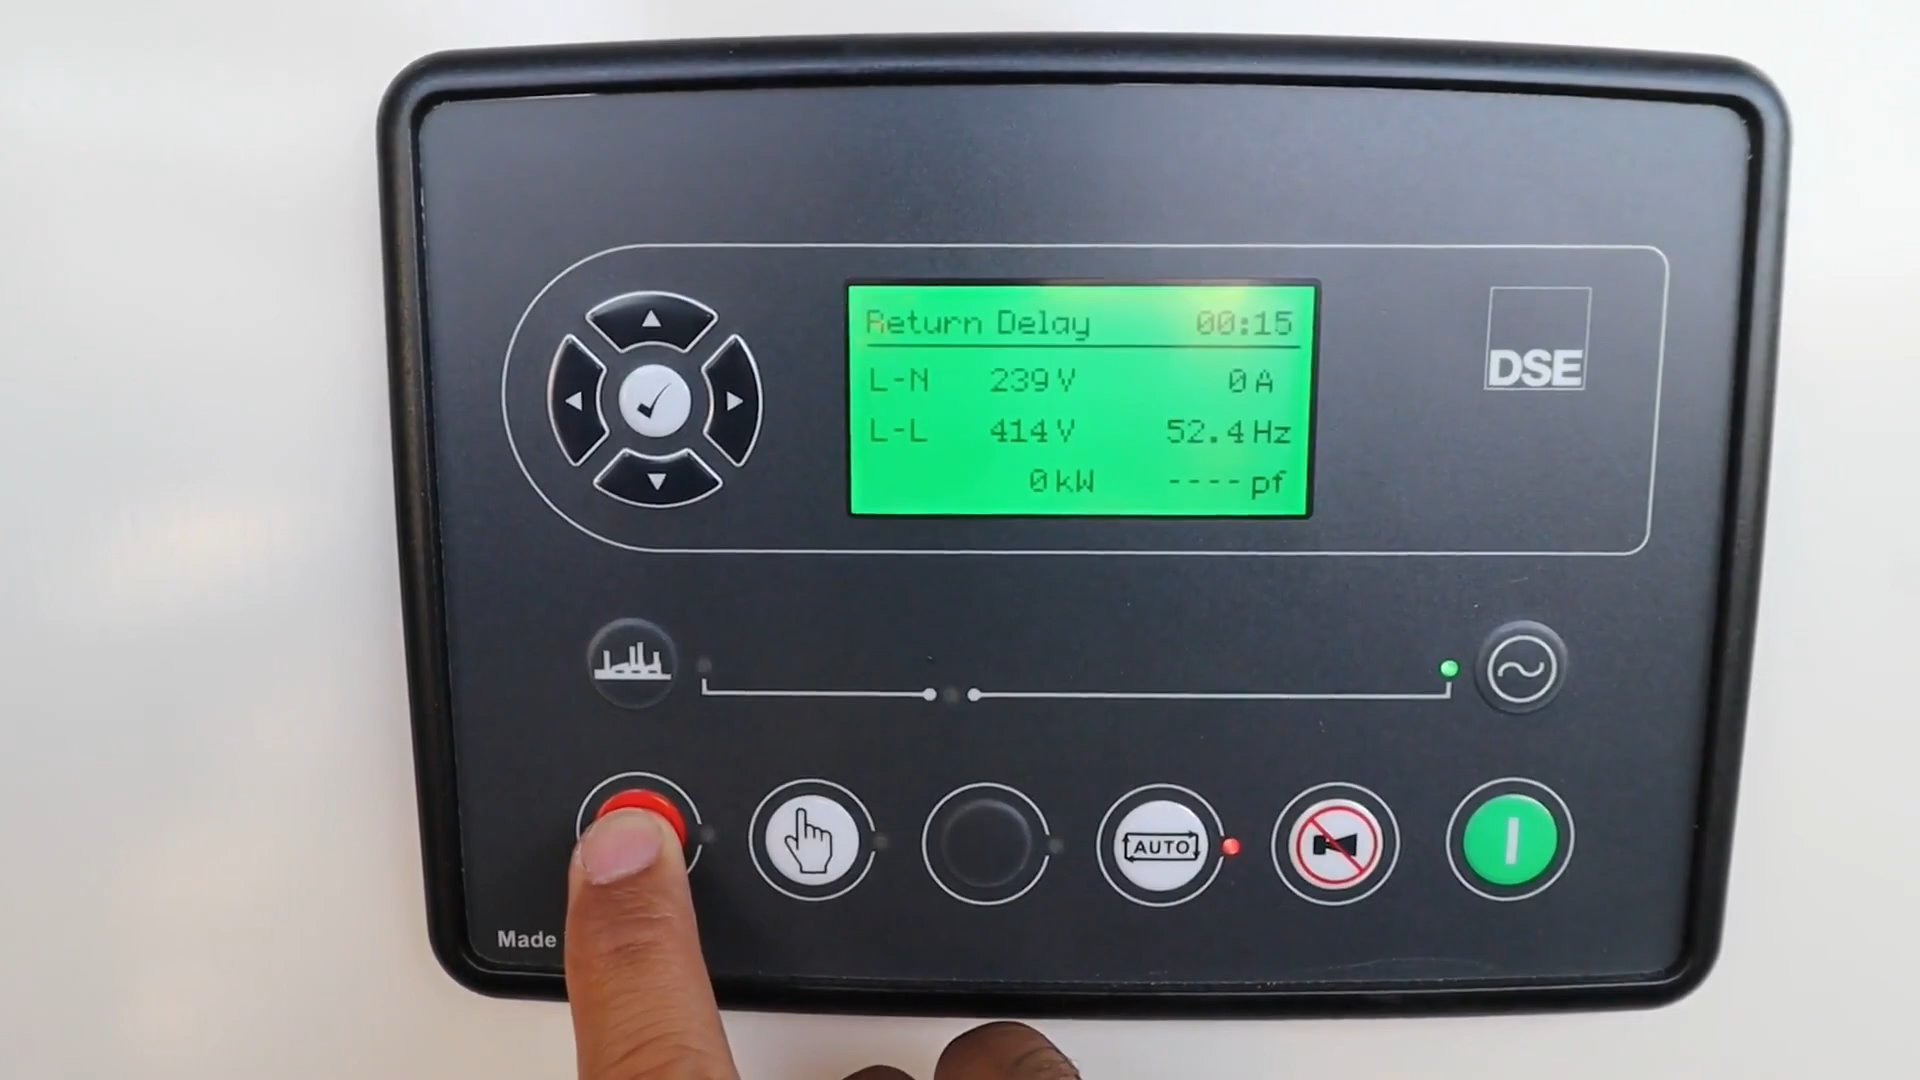 Return Delay 00:15
L-N 239 V 0 A
L-L 414 V 52.4 Hz
0 kW ---- pf
DSE
AUTO
Made